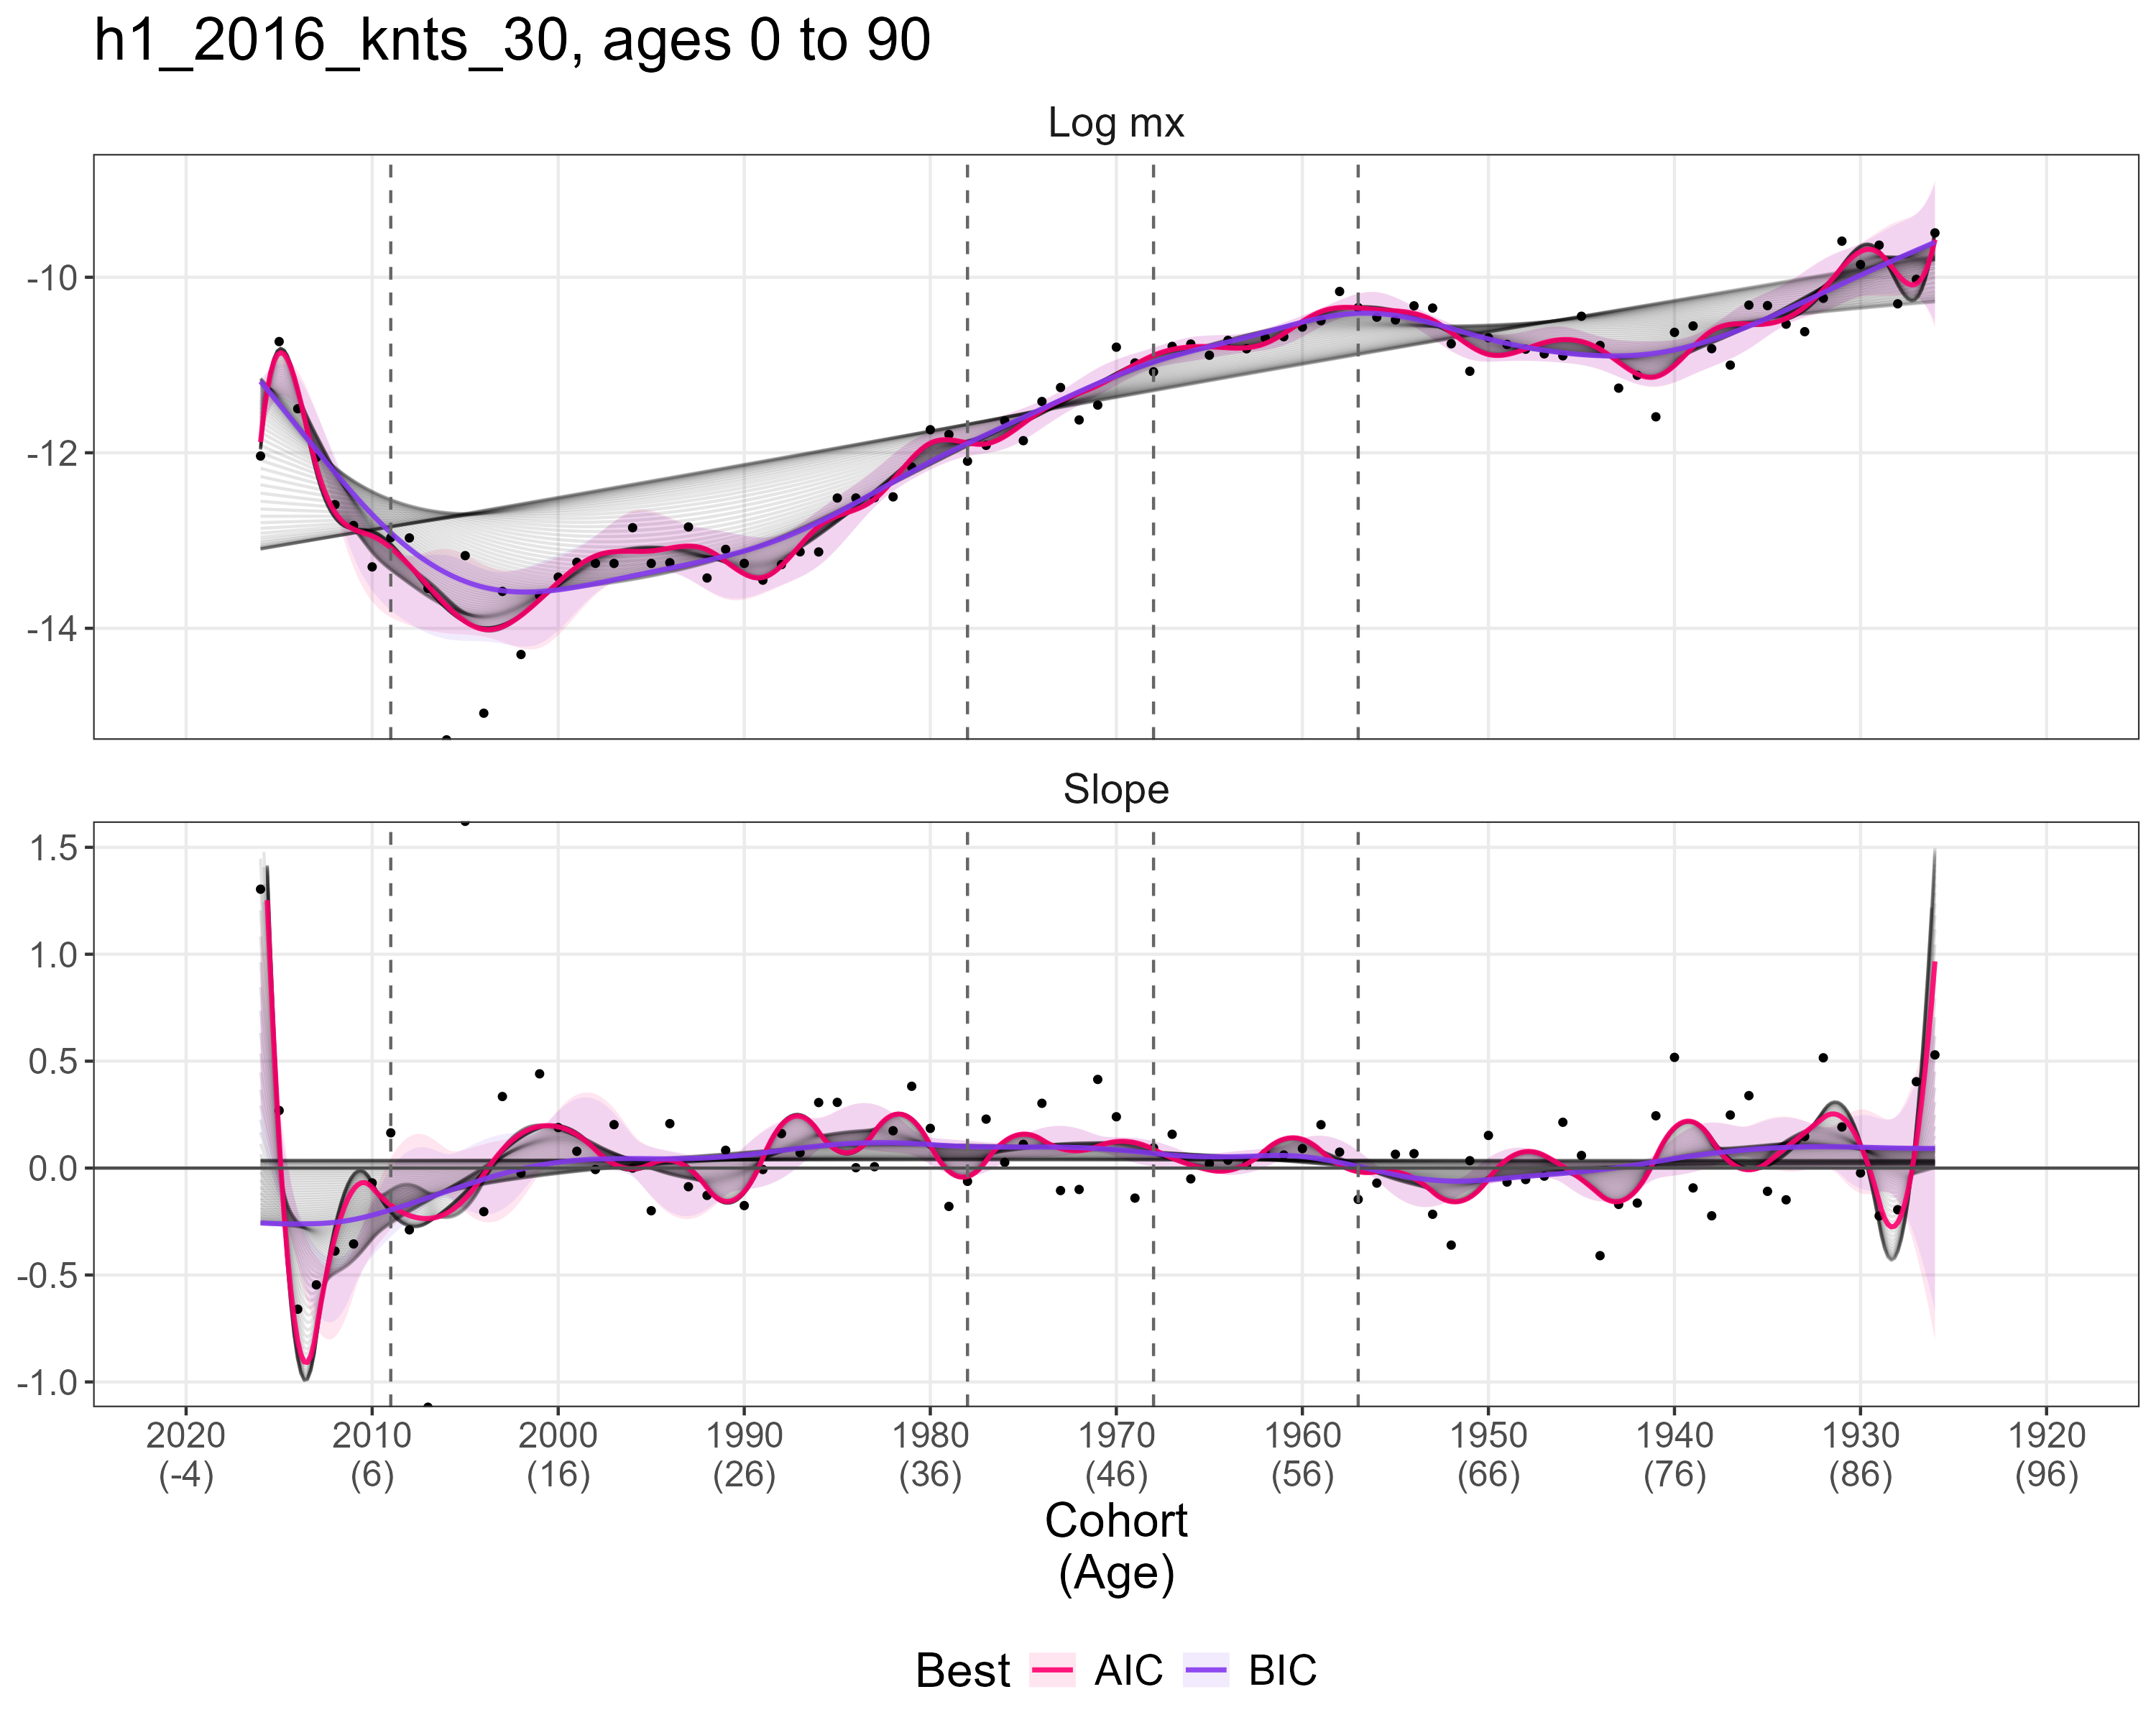 h1_2016_knts_30, ages 0 to 90
Log mx
-10
-12
-14
Slope
1.5
1.0
0.5
0.0
-0.5
-1.0
2020 2010 2000 1990 1980 1970 1960 1950 1940 1930 1920
(-4) (6) (16) (26) (36) (46) (56) (66) (76) (86) (96)
Cohort
(Age)
Best AIC BIC